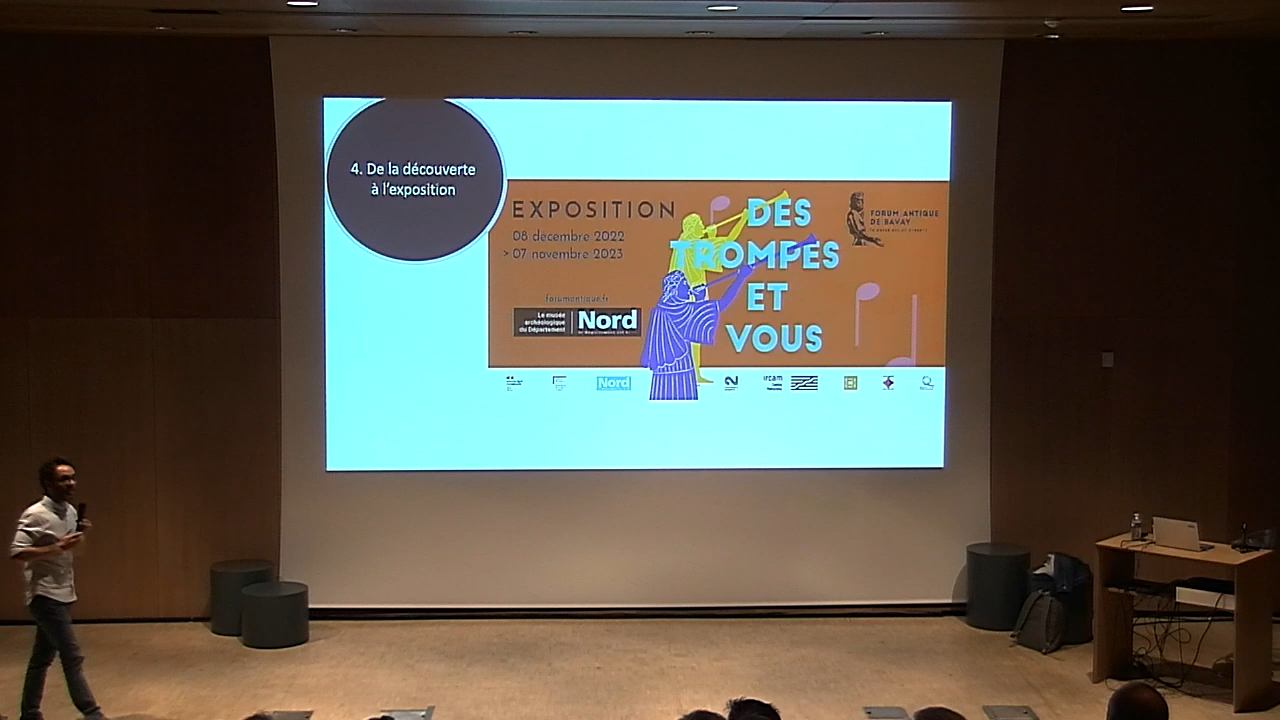 4. De la découverte
à l'exposition
EXPOSITION
08 décembre 2022
> 07 novembre 2023
forumantique.fr
Le musée
archéologique
du Département
Nord
DES
TROMPES
ET
VOUS
FORUM ANTIQUE
DE BAVAY
Nord
ircam